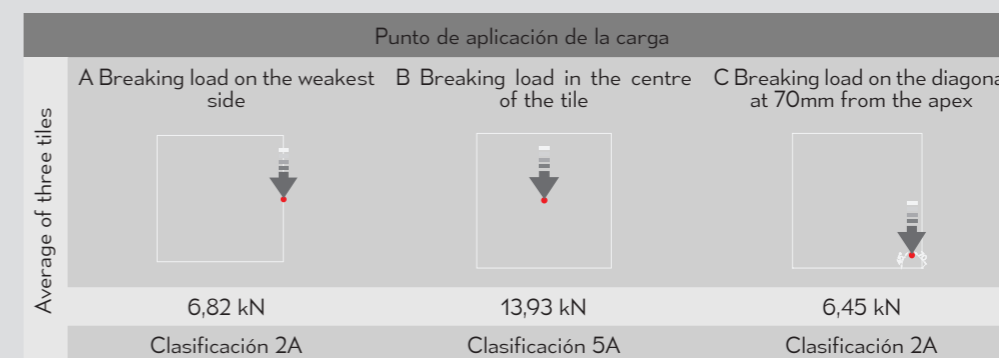 Punto de aplicación de la carga
Average of three tiles
A Breaking load on the weakest
side
B Breaking load in the centre
of the tile
C Breaking load on the diagona
at 70mm from the apex
6,82 kN
13,93 kN
6,45 kN
Clasificación 2A
Clasificación 5A
Clasificación 2A